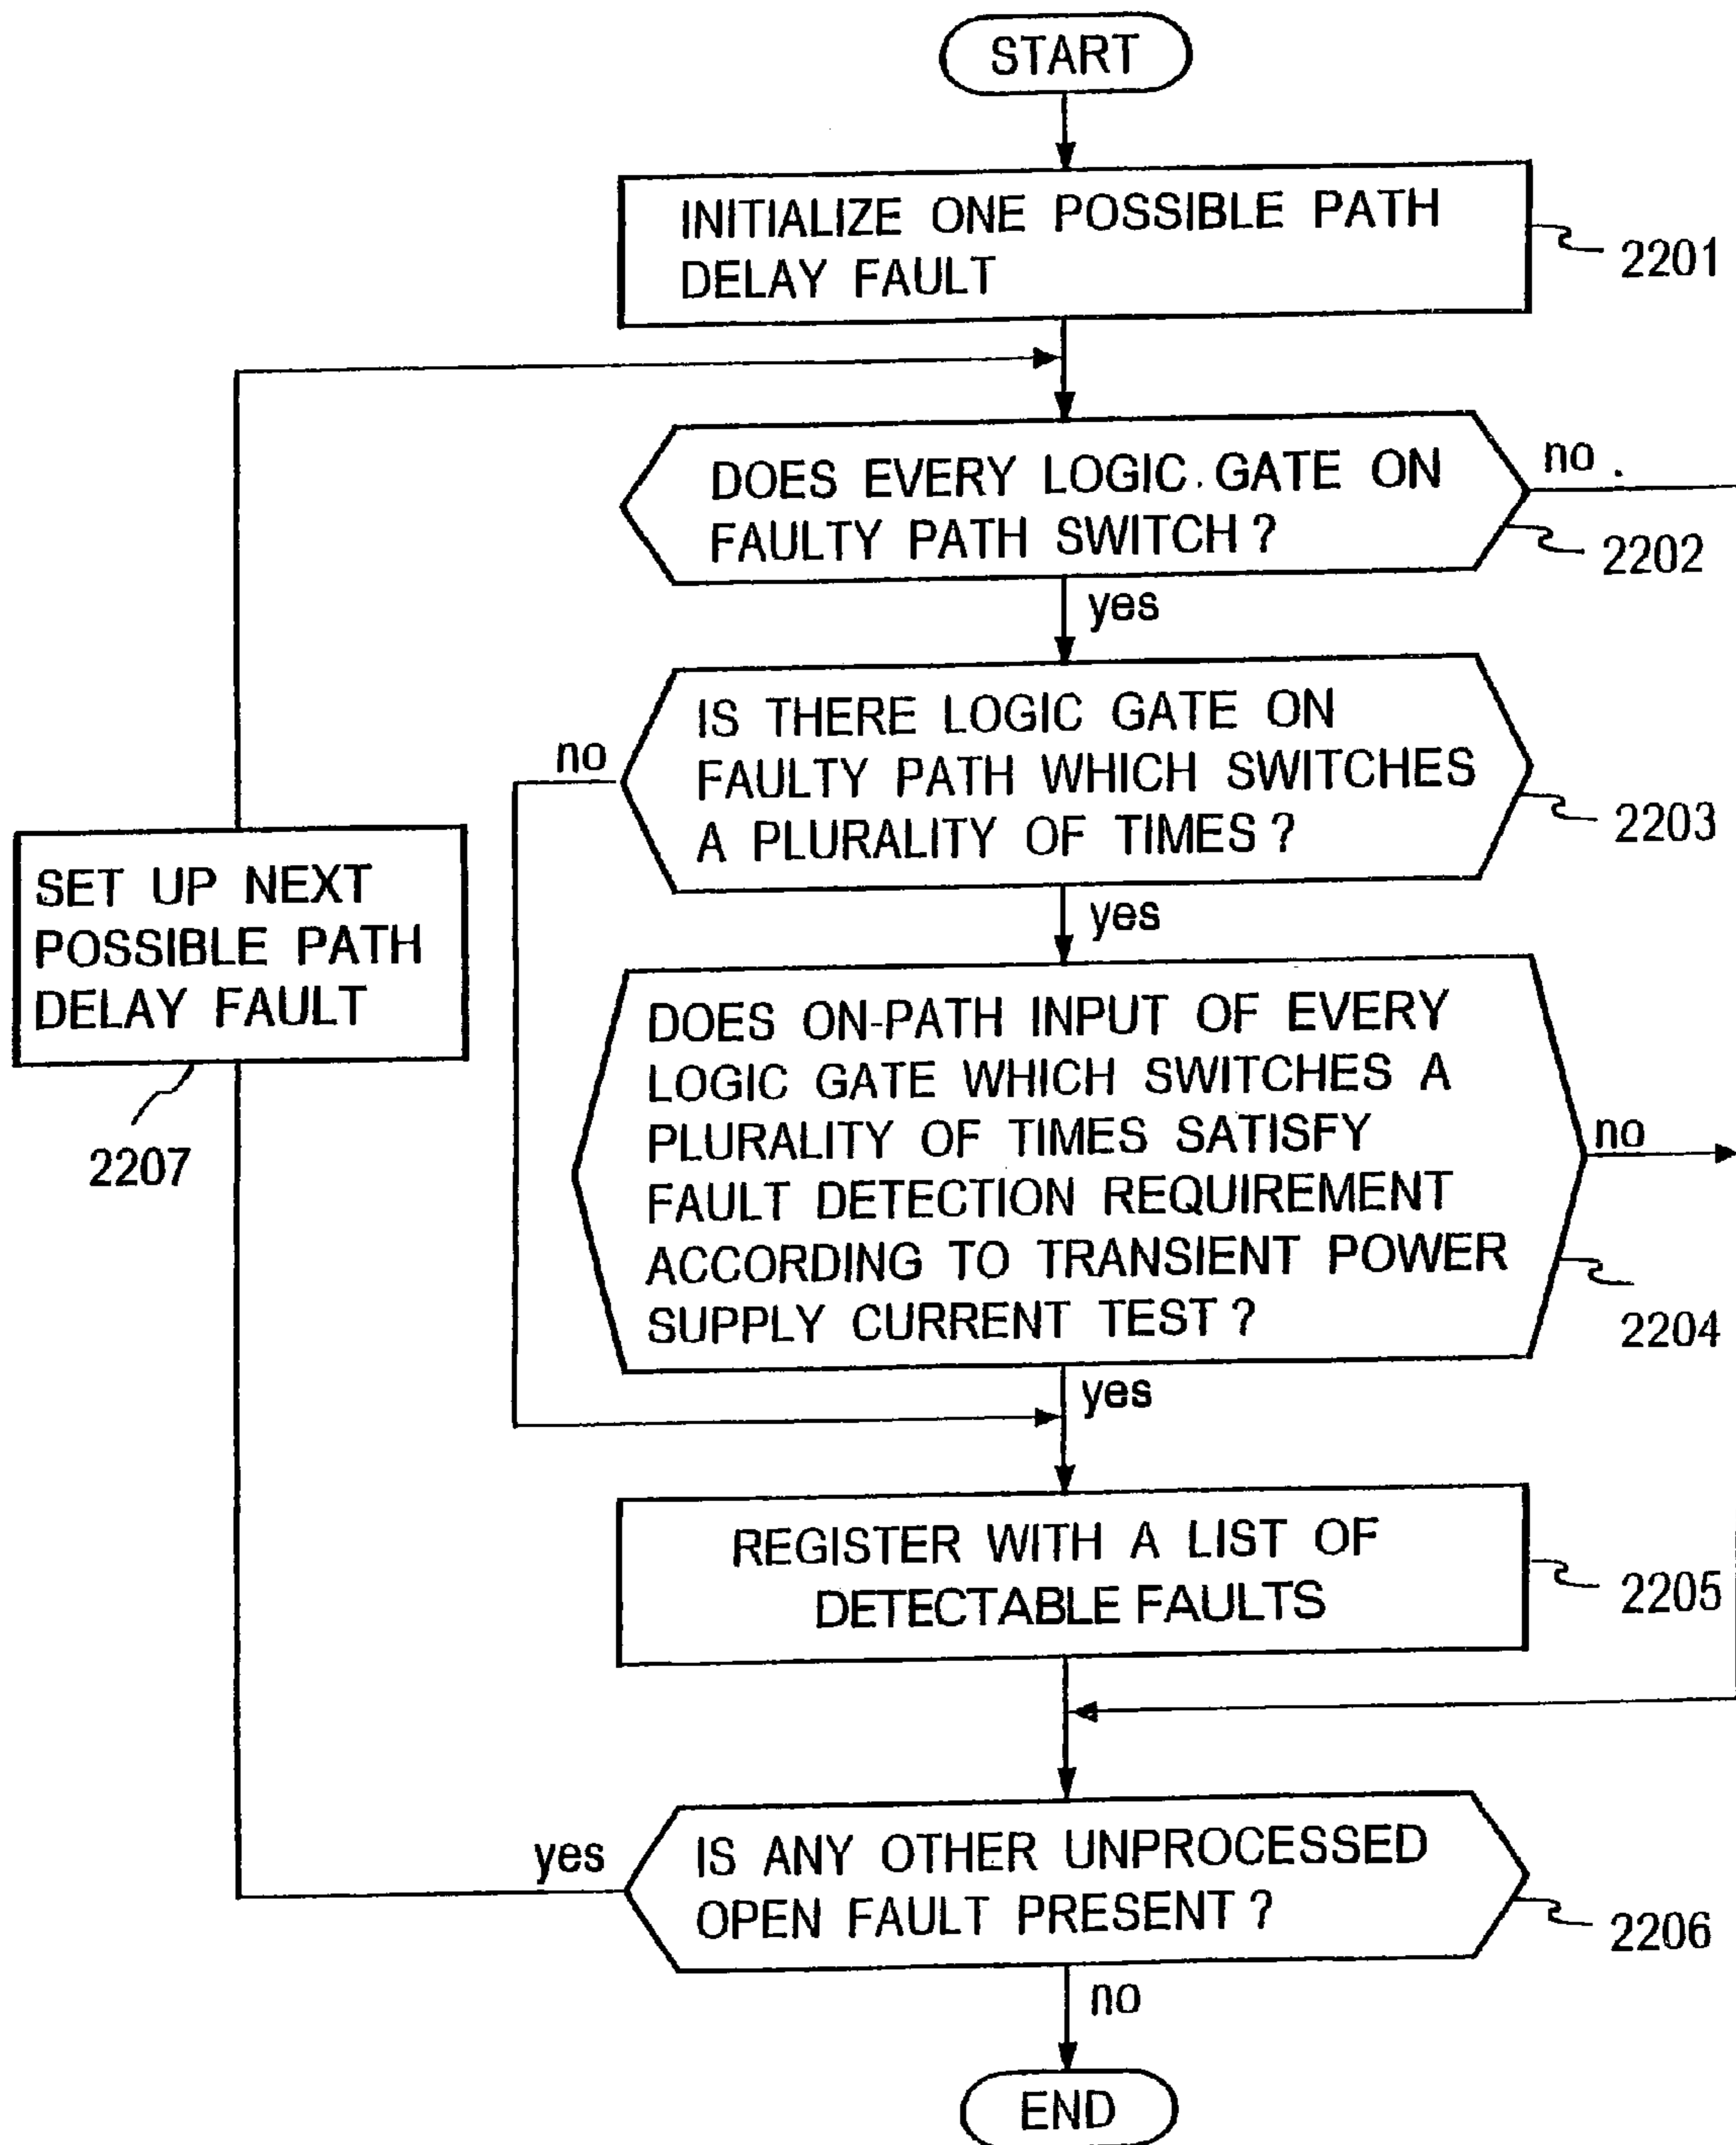 START
INITIALIZE ONE POSSIBLE PATH
DELAY FAULT
2201
DOES EVERY LOGIC GATE ON
FAULTY PATH SWITCH?
no
2202
yes
IS THERE LOGIC GATE ON
FAULTY PATH WHICH SWITCHES
A PLURALITY OF TIMES?
no
2203
yes
SET UP NEXT
POSSIBLE PATH
DELAY FAULT
2207
DOES ON-PATH INPUT OF EVERY
LOGIC GATE WHICH SWITCHES A
PLURALITY OF TIMES SATISFY
FAULT DETECTION REQUIREMENT
ACCORDING TO TRANSIENT POWER
SUPPLY CURRENT TEST?
no
2204
yes
REGISTER WITH A LIST OF
DETECTABLE FAULTS
2205
yes
IS ANY OTHER UNPROCESSED
OPEN FAULT PRESENT?
2206
no
END